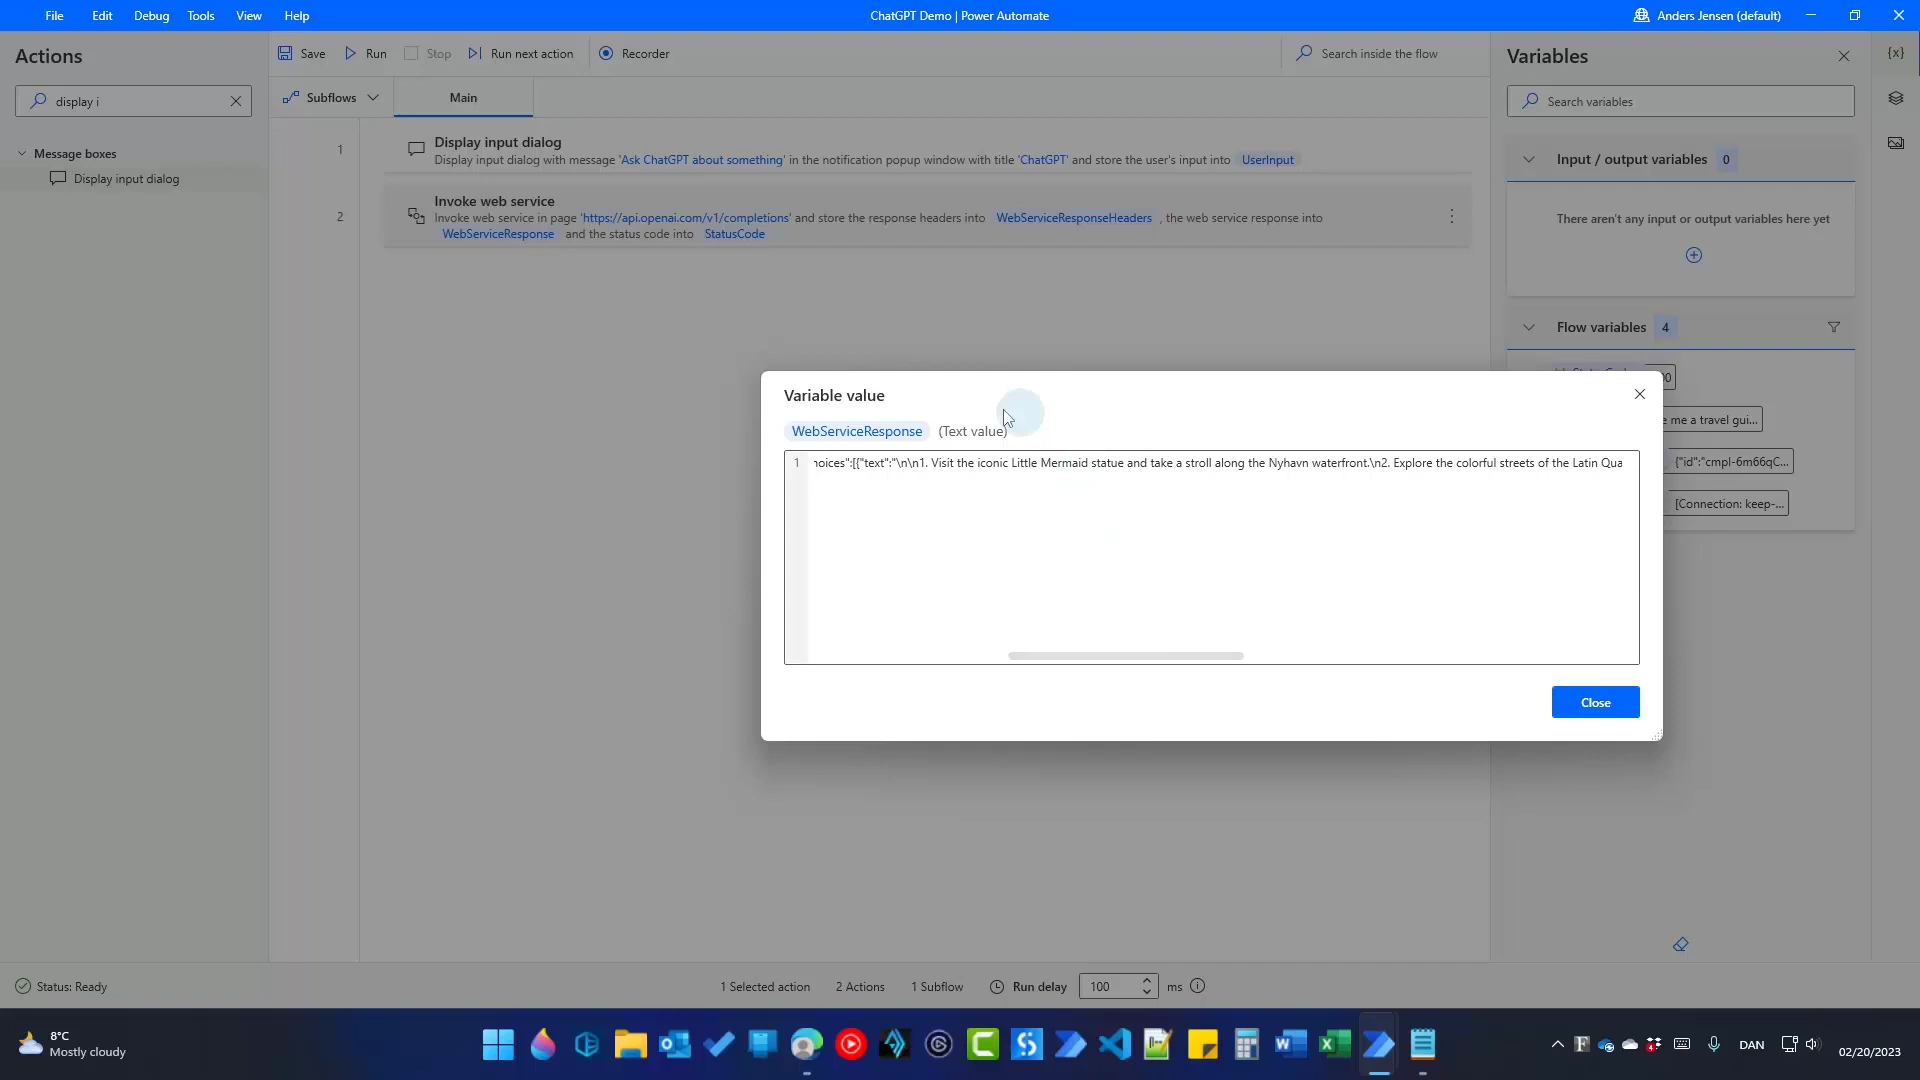 File Edit Debug Tools View Help
ChatGPT Demo | Power Automate
Anders Jensen (default)
Actions
display i
Message boxes
Display input dialog
Save Run Stop Run next action Recorder
Search inside the flow
Subflows Main
1
Display input dialog
Display input dialog with message 'Ask ChatGPT about something' in the notification popup window with title 'ChatGPT' and store the user's input into UserInput
2
Invoke web service
Invoke web service in page 'https://api.openai.com/v1/completions' and store the response headers into WebServiceResponseHeaders , the web service response into
WebServiceResponse and the status code into StatusCode
Variables
{x}
Search variables
Input / output variables 0
There aren't any input or output variables here yet
Flow variables 4
e me a travel gui...
{"id":"cmpl-6m66qC...
[Connection: keep-...
Variable value
WebServiceResponse (Text value)
1 hoices":[{"text":"\n\n1. Visit the iconic Little Mermaid statue and take a stroll along the Nyhavn waterfront.\n2. Explore the colorful streets of the Latin Qua
Close
Status: Ready
1 Selected action 2 Actions 1 Subflow Run delay 100 ms
8°C
Mostly cloudy
DAN
02/20/2023